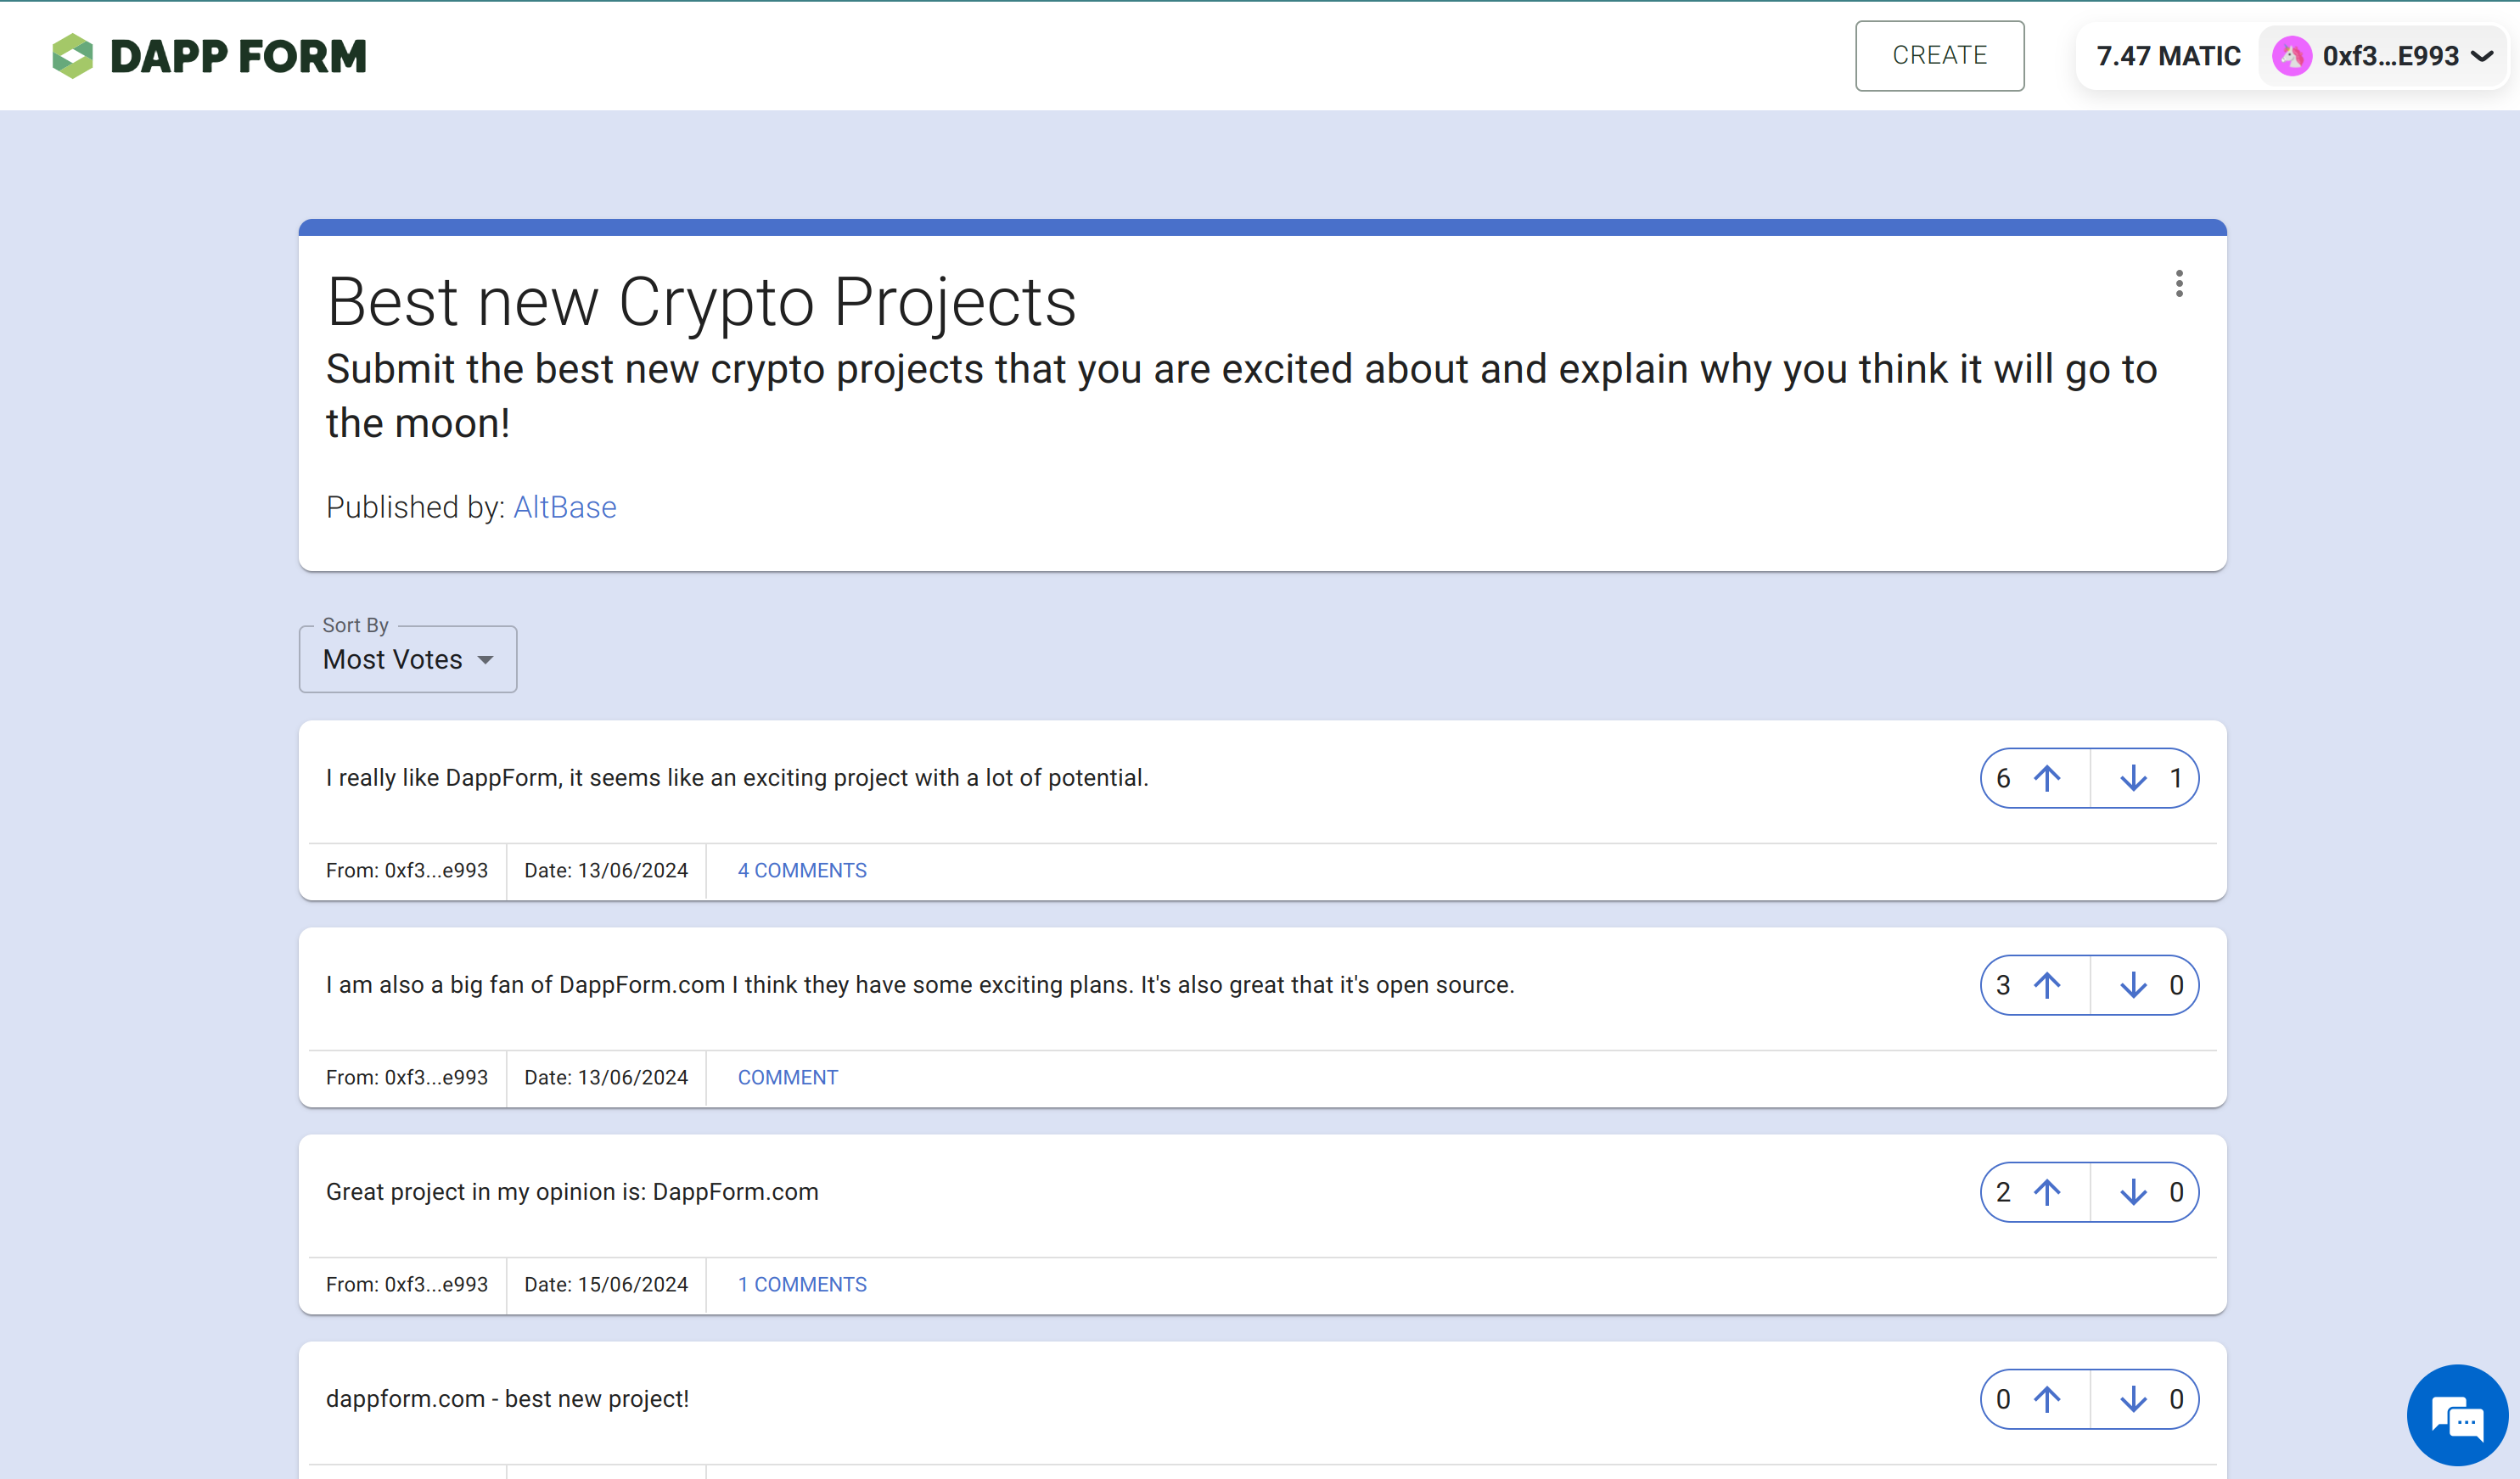 DAPP FORM
CREATE
7.47 MATIC
0xf3...E993
Best new Crypto Projects
Submit the best new crypto projects that you are excited about and explain why you think it will go to
the moon!
Published by: AltBase
Sort By
Most Votes
I really like DappForm, it seems like an exciting project with a lot of potential.
6
1
From: 0xf3...e993
Date: 13/06/2024
4 COMMENTS
I am also a big fan of DappForm.com I think they have some exciting plans. It's also great that it's open source.
3
0
From: 0xf3...e993
Date: 13/06/2024
COMMENT
Great project in my opinion is: DappForm.com
2
0
From: 0xf3...e993
Date: 15/06/2024
1 COMMENTS
dappform.com - best new project!
0
0